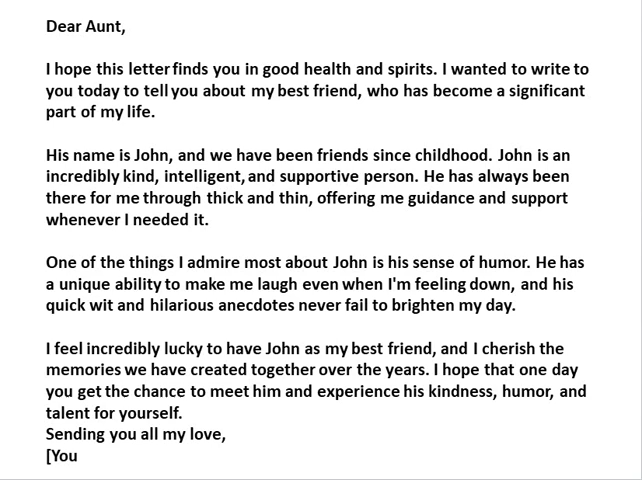 Dear Aunt,
I hope this letter finds you in good health and spirits. I wanted to write to
you today to tell you about my best friend, who has become a significant
part of my life.
His name is John, and we have been friends since childhood. John is an
incredibly kind, intelligent, and supportive person. He has always been
there for me through thick and thin, offering me guidance and support
whenever I needed it.
One of the things I admire most about John is his sense of humor. He has
a unique ability to make me laugh even when I'm feeling down, and his
quick wit and hilarious anecdotes never fail to brighten my day.
I feel incredibly lucky to have John as my best friend, and I cherish the
memories we have created together over the years. I hope that one day
you get the chance to meet him and experience his kindness, humor, and
talent for yourself.
Sending you all my love,
[You